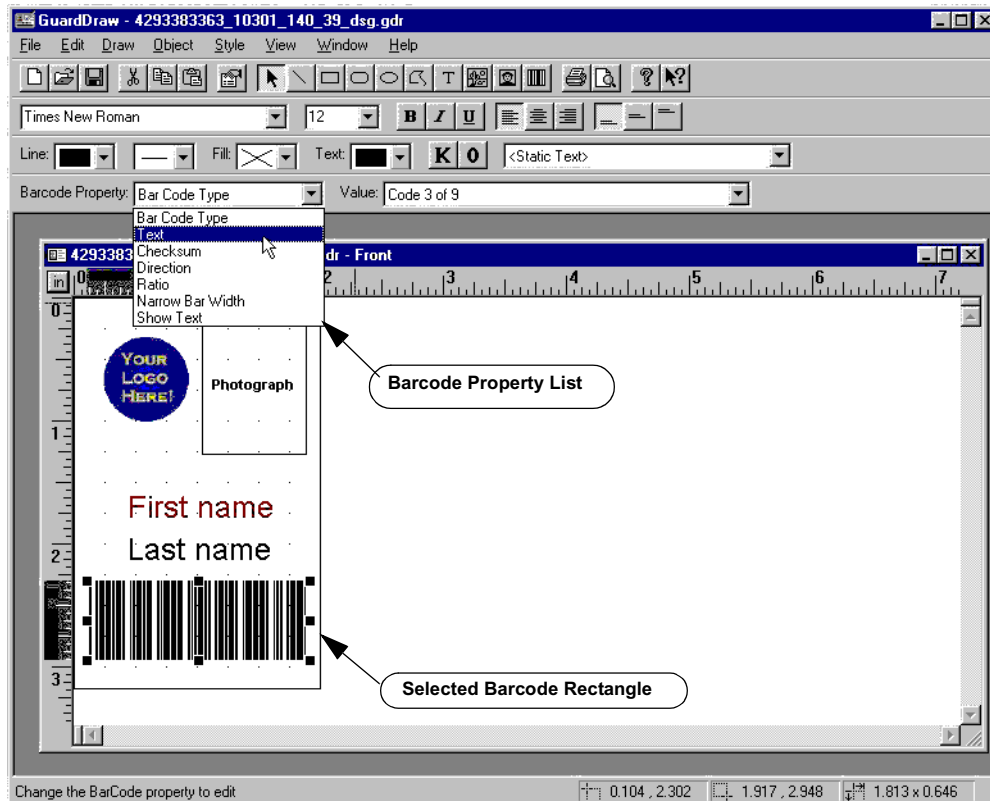 GuardDraw - 4293383363_10301_140_39_dsg.gdr
File Edit Draw Object Style View Window Help
Times New Roman 12 B I U
Line: Fill: Text: K O <Static Text>
Barcode Property: Bar Code Type Value: Code 3 of 9
Bar Code Type
Text
Checksum
Direction
Ratio
Narrow Bar Width
Show Text
4293383 dr - Front
in 0 2 3 4 5 6 7
0
YOUR
LOGO
HERE!
Photograph
Barcode Property List
1
First name
Last name
2
Selected Barcode Rectangle
3
Change the BarCode property to edit 0.104 , 2.302 1.917 , 2.948 1.813 x 0.646